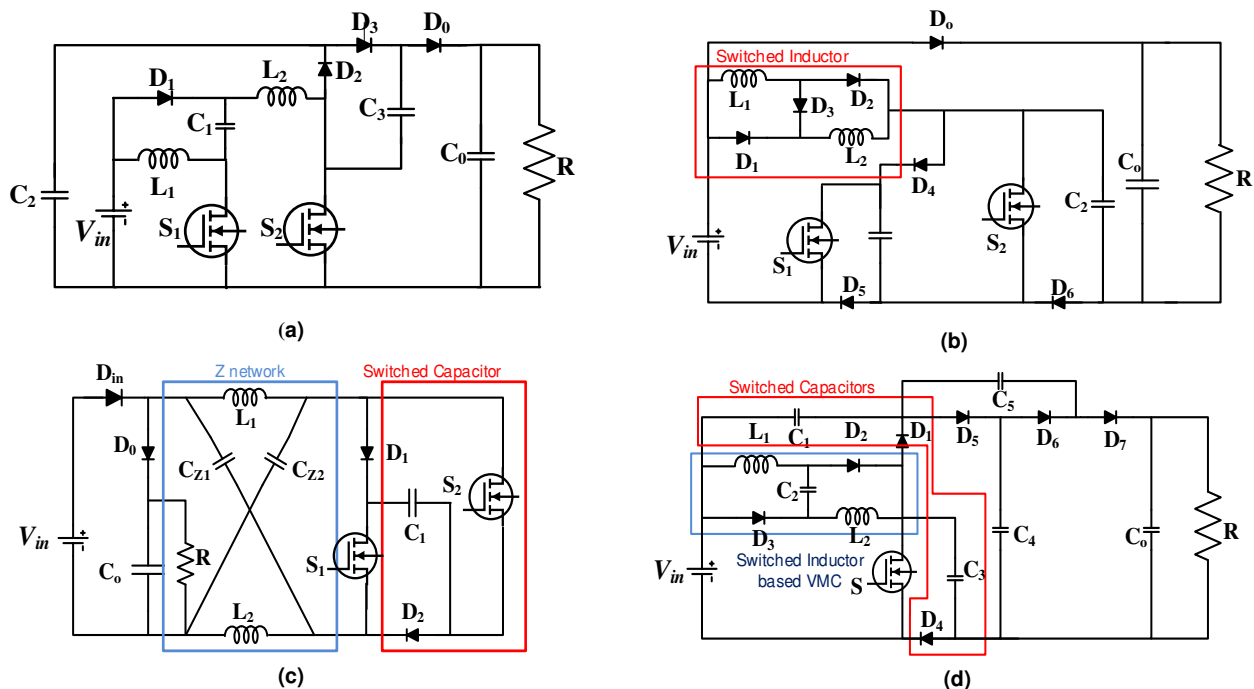 D3 D0
D1 L2 D2
C1 C3
L1 C0 R
C2
Vin S1 S2
(a)
Do
Switched Inductor
L1 D2
D3
D1 L2
D4 Co R
C2
Vin S1 S2
D5 D6
(b)
Z network Switched Capacitor
Din
L1
D0 D1
CZ1 CZ2 S2
C1
Vin R S1
Co
L2 D2
(c)
Switched Capacitors C5
L1 C1 D2 D1 D5 D6 D7
C2
D3 L2 C4 Co R
Switched Inductor
based VMC
Vin S C3
D4
(d)